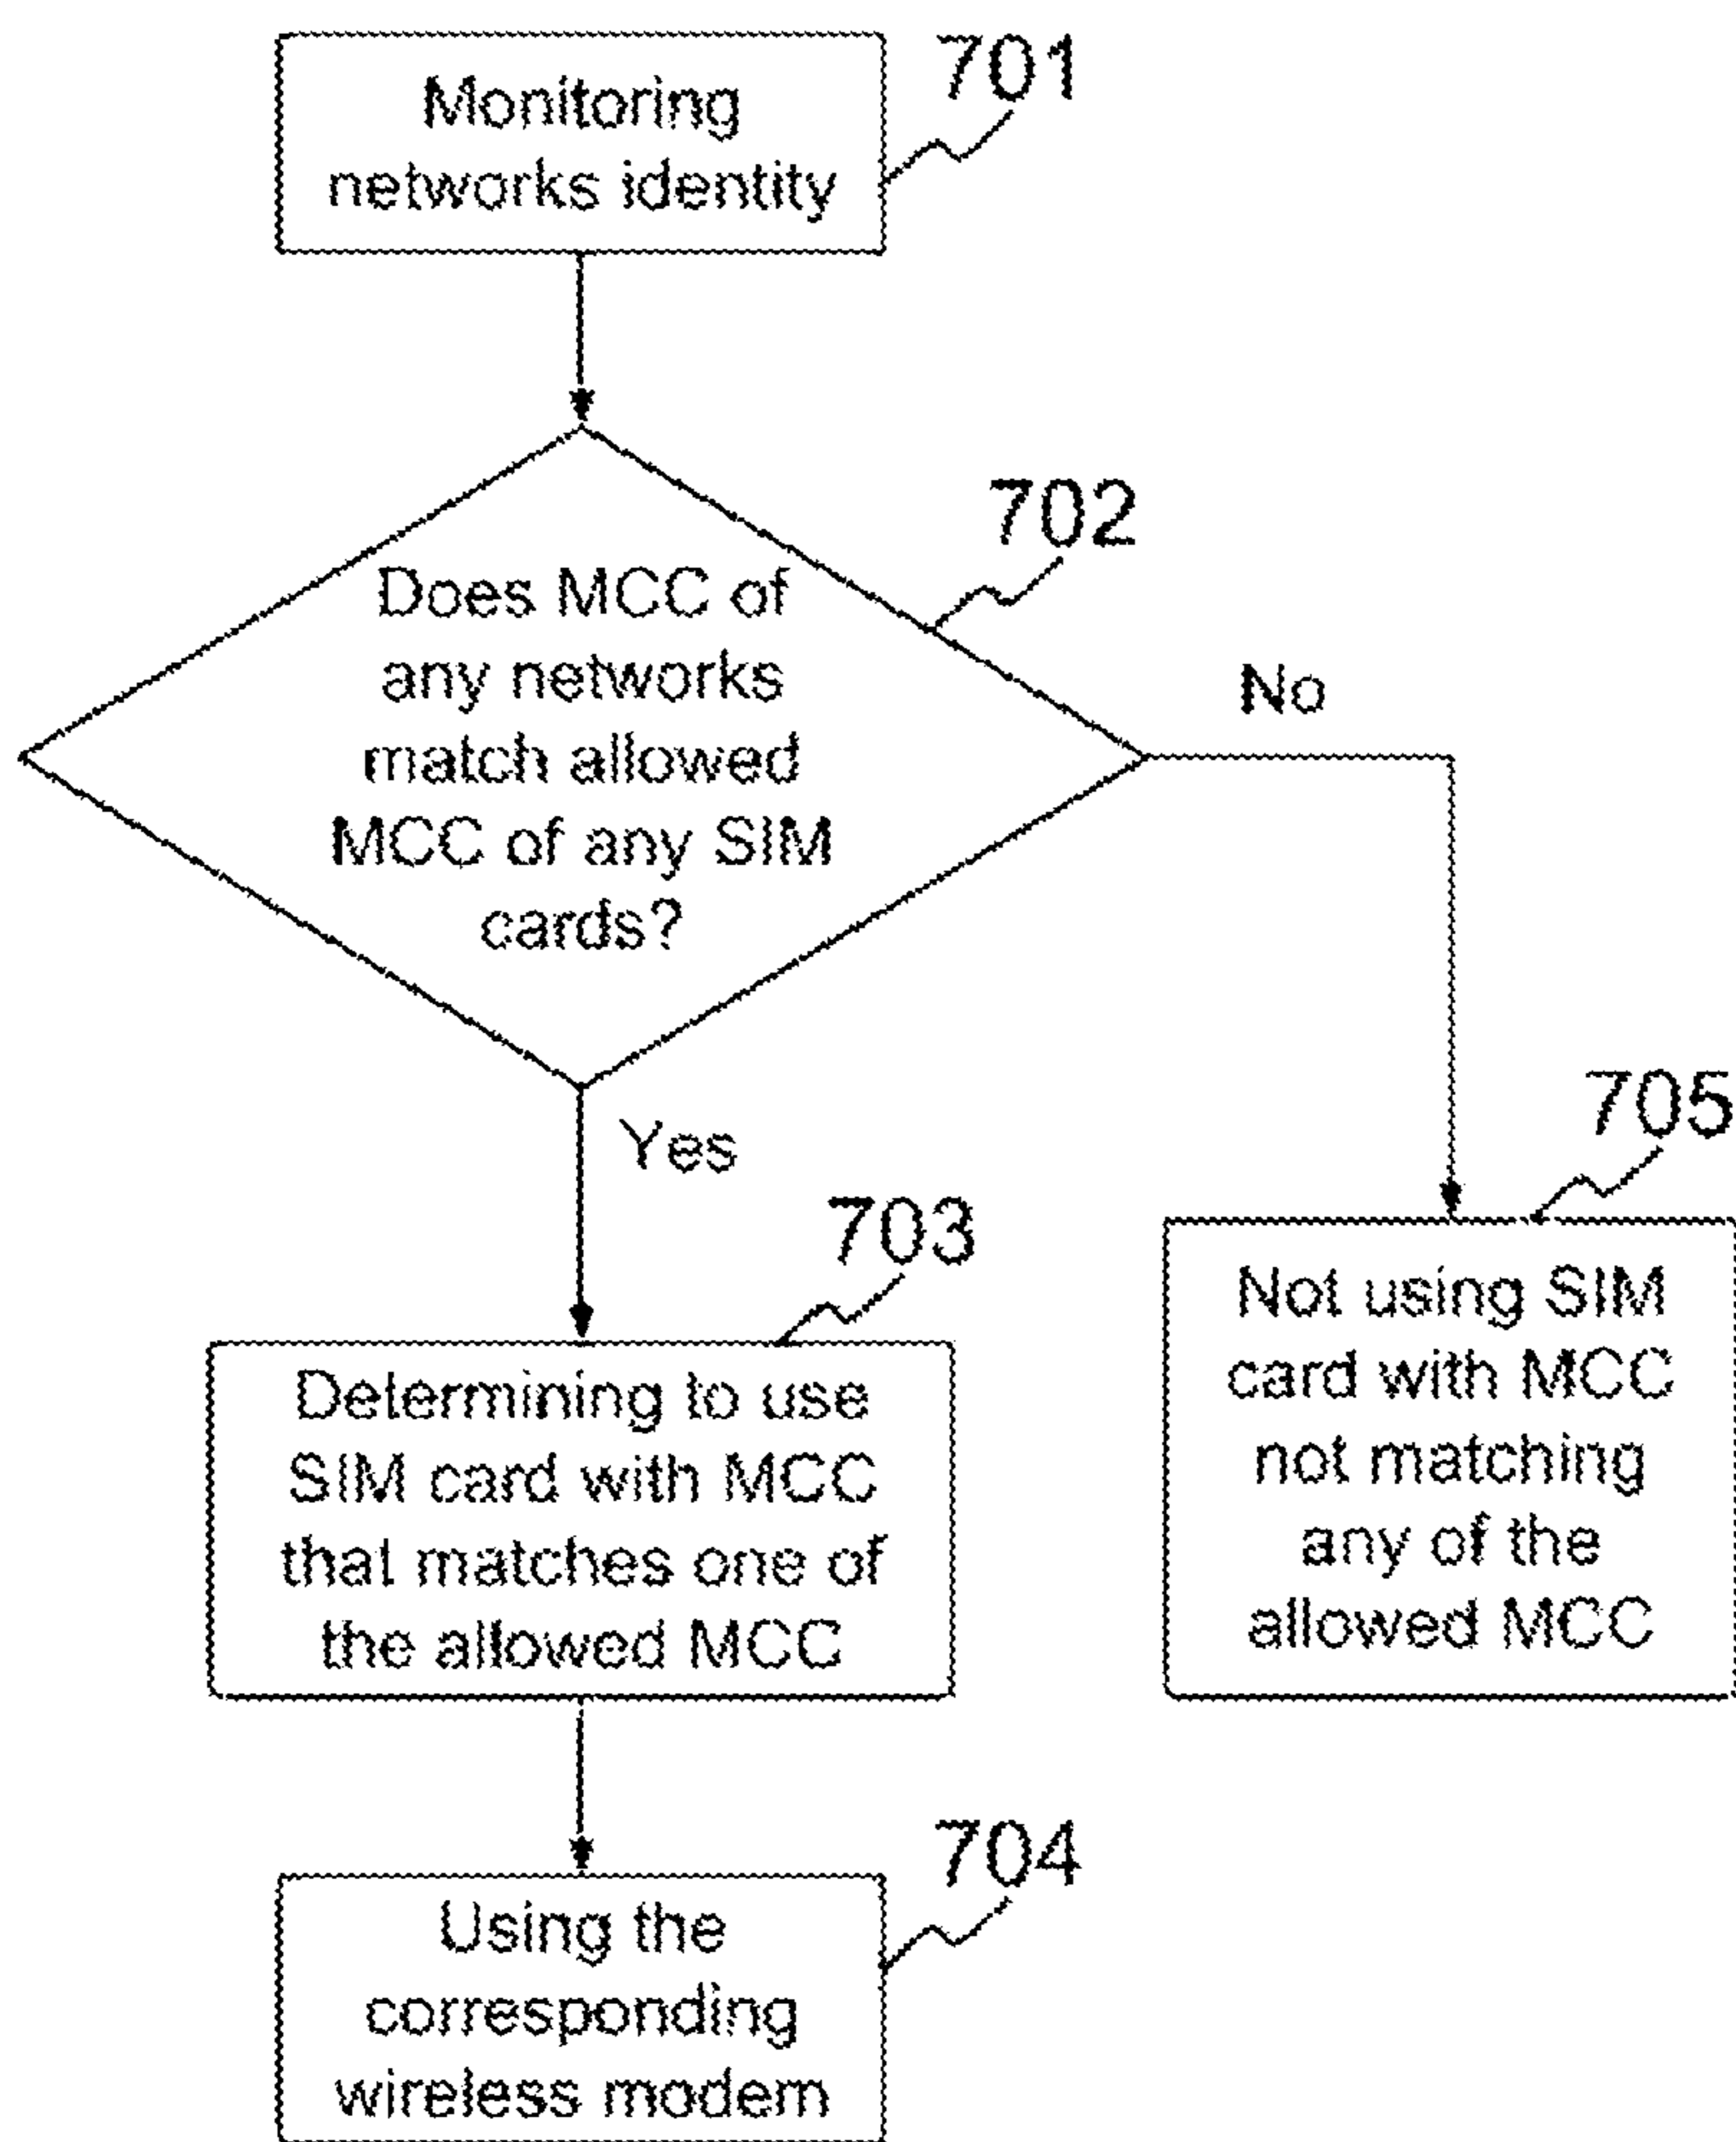 701
Monitoring
networks identity
702
Does MCC of
any networks
match allowed
MCC of any SIM
cards?
No
Yes
703
Determining to use
SIM card with MCC
that matches one of
the allowed MCC
705
Not using SIM
card with MCC
not matching
any of the
allowed MCC
704
Using the
corresponding
wireless modem